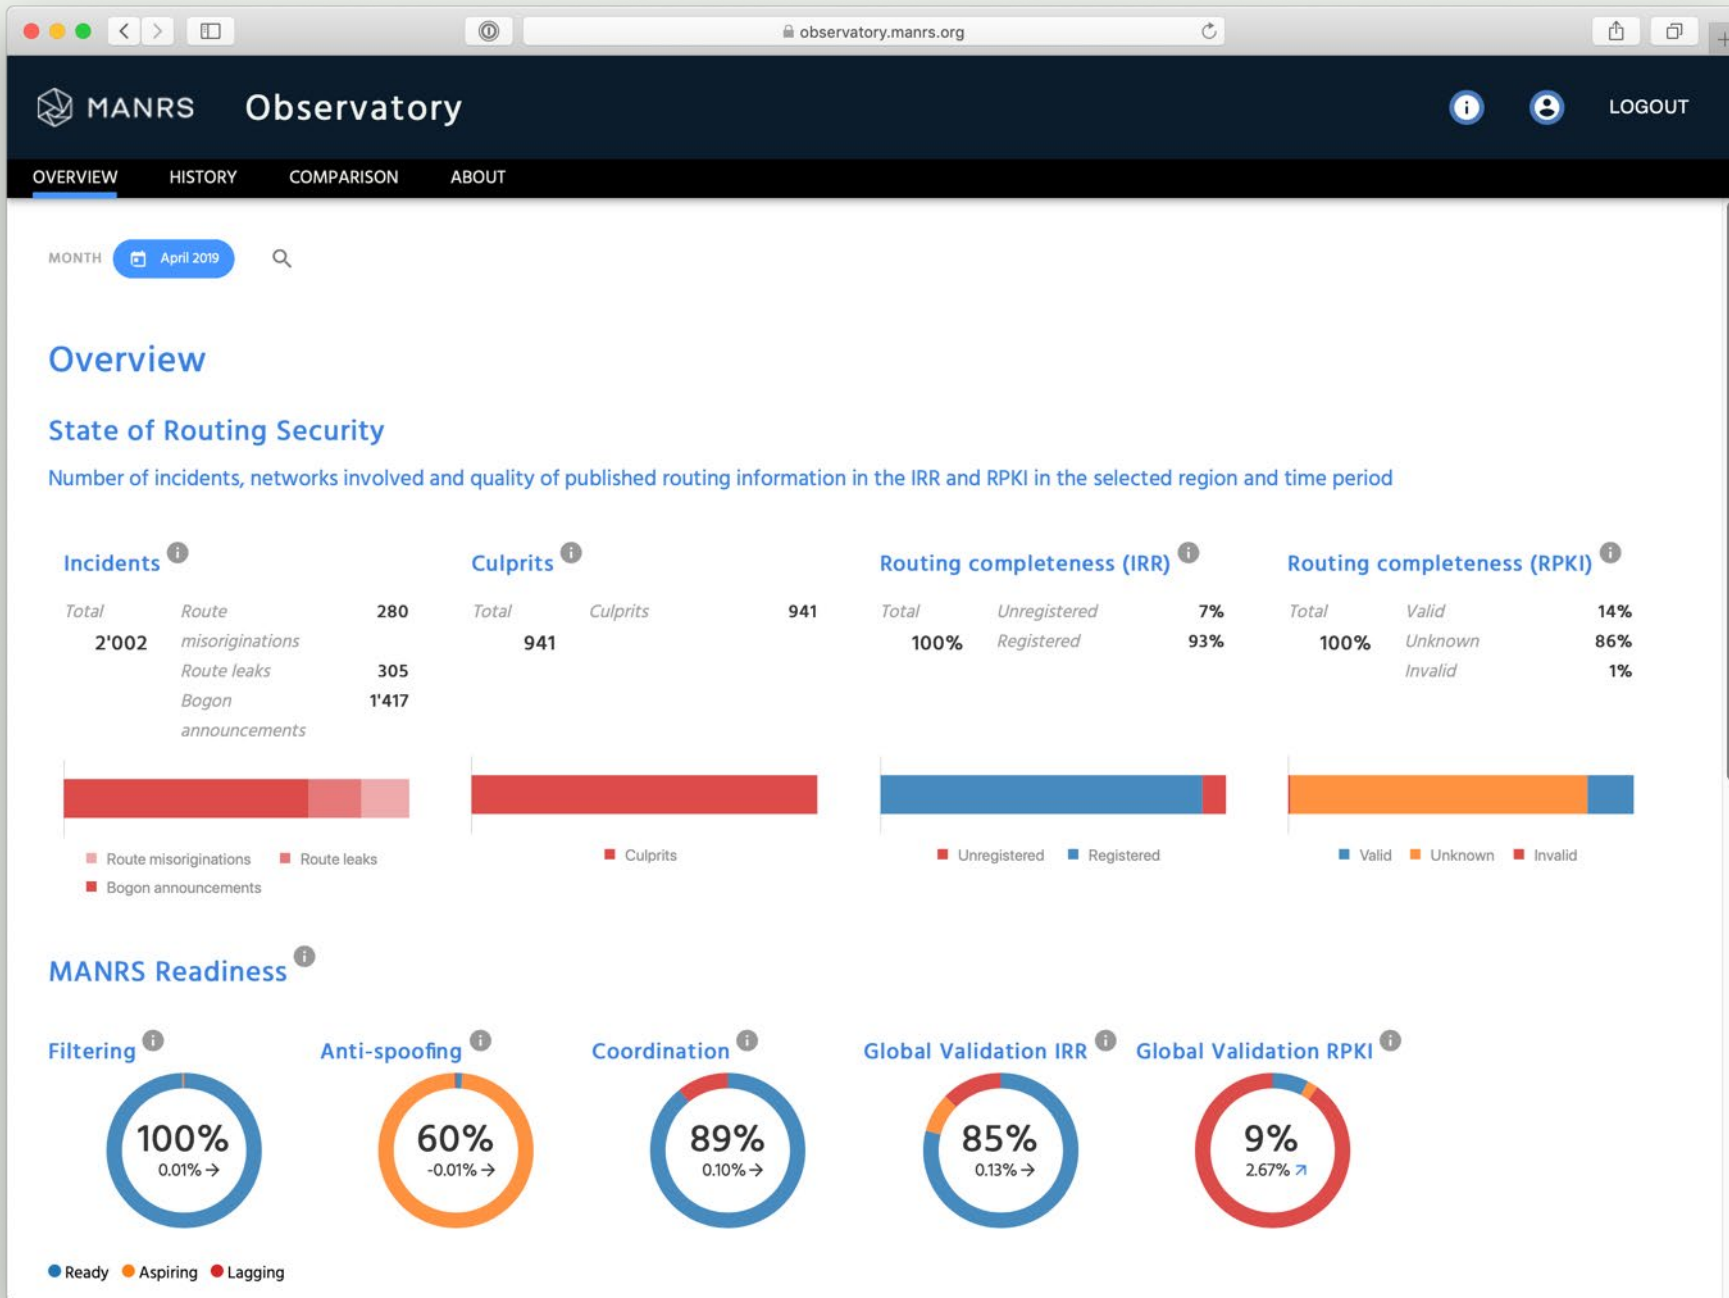 observatory.manrs.org
MANRS Observatory LOGOUT
OVERVIEW HISTORY COMPARISON ABOUT
MONTH April 2019
Overview
State of Routing Security
Number of incidents, networks involved and quality of published routing information in the IRR and RPKI in the selected region and time period
Incidents
Total
2'002
Route misoriginations 280
Route leaks 305
Bogon announcements 1'417
Route misoriginations Route leaks
Bogon announcements
Culprits
Total
941
Culprits 941
Culprits
Routing completeness (IRR)
Total
100%
Unregistered 7%
Registered 93%
Unregistered Registered
Routing completeness (RPKI)
Total
100%
Valid 14%
Unknown 86%
Invalid 1%
Valid Unknown Invalid
MANRS Readiness
Filtering
100%
0.01% →
Anti-spoofing
60%
-0.01% →
Coordination
89%
0.10% →
Global Validation IRR
85%
0.13% →
Global Validation RPKI
9%
2.67% ↗
Ready Aspiring Lagging